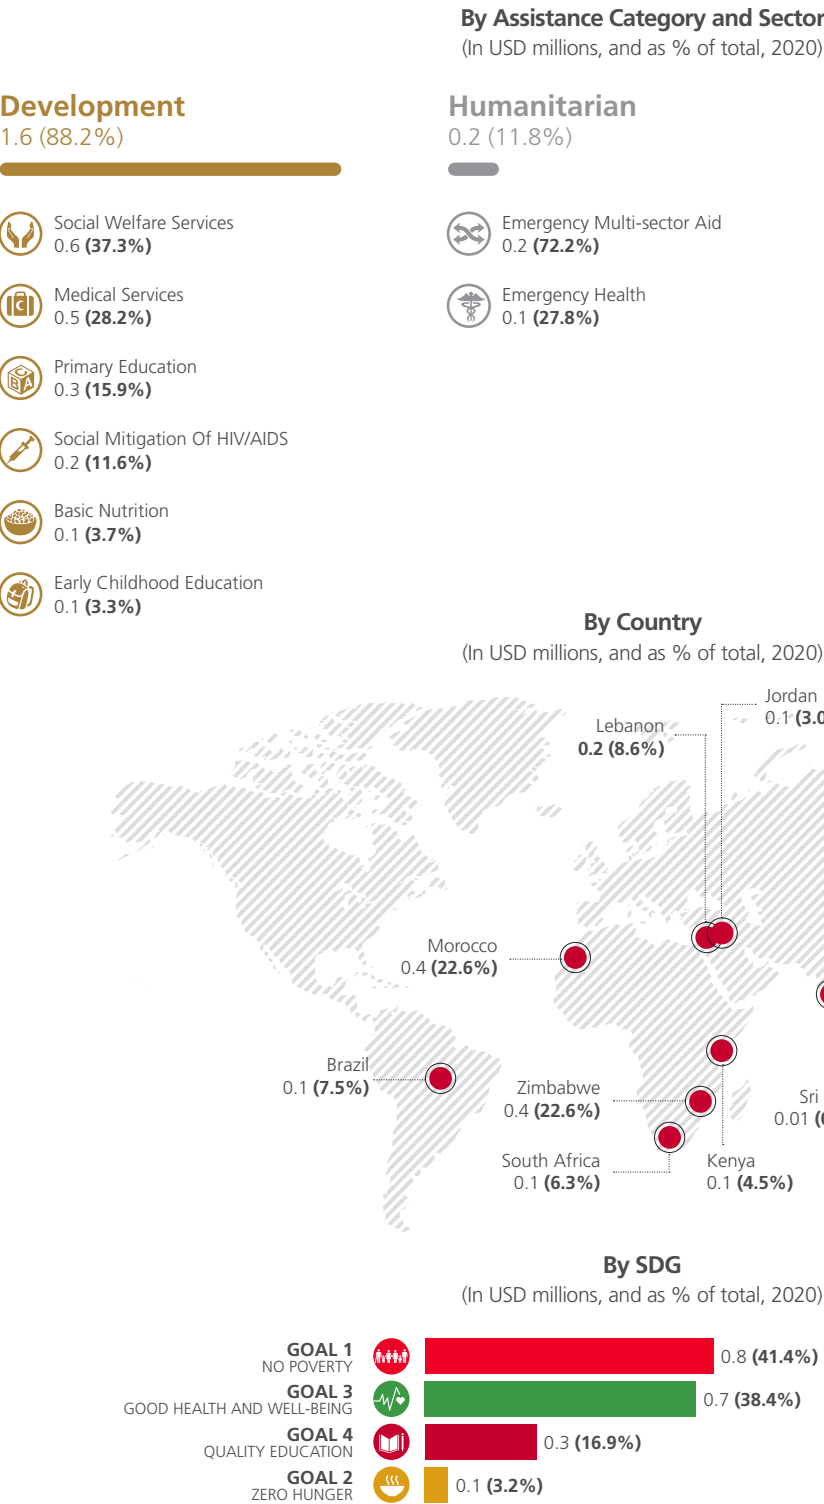 By Assistance Category and Sector
(In USD millions, and as % of total, 2020)
Development
1.6 (88.2%)
Humanitarian
0.2 (11.8%)
Social Welfare Services
0.6 (37.3%)
Medical Services
0.5 (28.2%)
Primary Education
0.3 (15.9%)
Social Mitigation Of HIV/AIDS
0.2 (11.6%)
Basic Nutrition
0.1 (3.7%)
Early Childhood Education
0.1 (3.3%)
Emergency Multi-sector Aid
0.2 (72.2%)
Emergency Health
0.1 (27.8%)
By Country
(In USD millions, and as % of total, 2020)
Jordan
0.1 (3.0
Lebanon
0.2 (8.6%)
Morocco
0.4 (22.6%)
Brazil
0.1 (7.5%)
Zimbabwe
0.4 (22.6%)
Sri
0.01
South Africa
0.1 (6.3%)
Kenya
0.1 (4.5%)
By SDG
(In USD millions, and as % of total, 2020)
GOAL 1
NO POVERTY
0.8 (41.4%)
GOAL 3
GOOD HEALTH AND WELL-BEING
0.7 (38.4%)
GOAL 4
QUALITY EDUCATION
0.3 (16.9%)
GOAL 2
ZERO HUNGER
0.1 (3.2%)